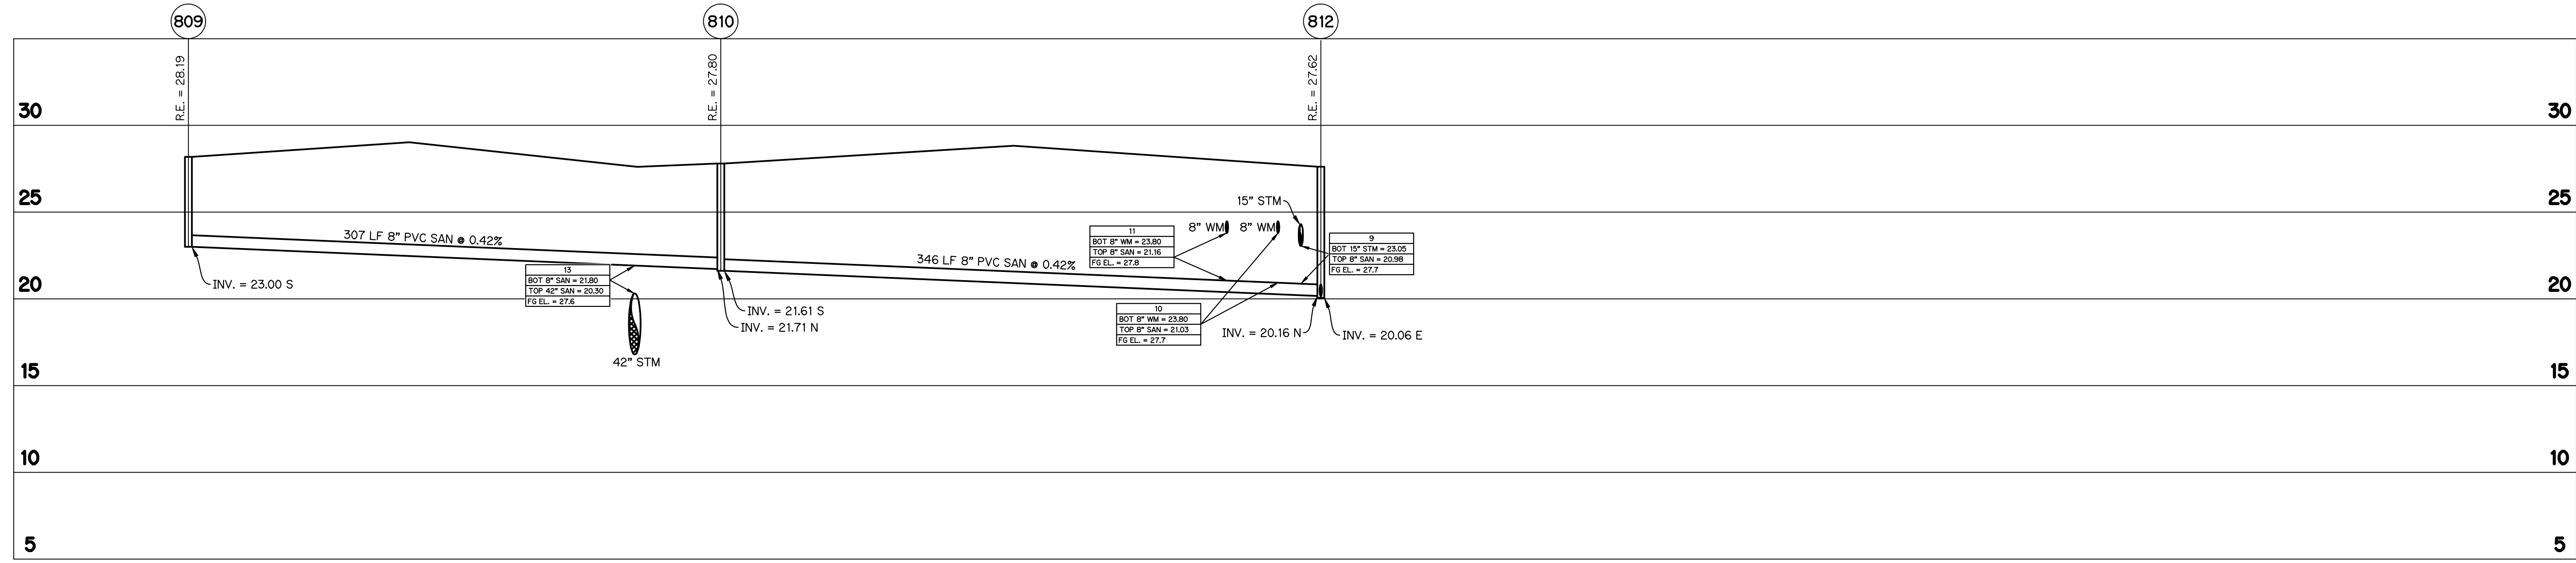 809
810
812
R.E. = 28.19
R.E. = 27.80
R.E. = 27.62
30
30
25
25
20
20
15
15
10
10
5
5
307 LF 8" PVC SAN @ 0.42%
346 LF 8" PVC SAN @ 0.42%
INV. = 23.00 S
13
BOT 8" SAN = 21.80
TOP 42" SAN = 20.30
FG EL. = 27.6
42" STM
INV. = 21.61 S
INV. = 21.71 N
11
BOT 8" WM = 23.80
TOP 8" SAN = 21.16
FG EL. = 27.8
8" WM
8" WM
15" STM
10
BOT 8" WM = 23.80
TOP 8" SAN = 21.03
FG EL. = 27.7
9
BOT 15" STM = 23.05
TOP 8" SAN = 20.98
FG EL. = 27.7
INV. = 20.16 N
INV. = 20.06 E